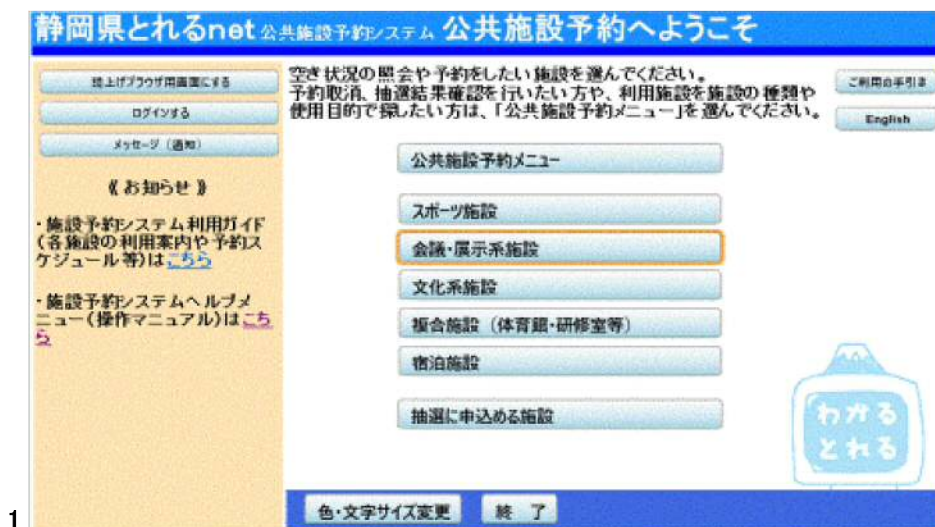 静岡県とれるnet 公共施設予約システム 公共施設予約へようこそ
読上げブラウザ用画面にする
ログインする
メッセージ（通知）
《お知らせ》
・施設予約システム利用ガイド
（各施設の利用案内や予約ス
ケジュール等）はこちら
・施設予約システムヘルプメ
ニュー（操作マニュアル）はこち
ら
空き状況の照会や予約をしたい施設を選んでください。
予約取消、抽選結果確認を行いたい方や、利用施設を施設の種類や
使用目的で探したい方は、「公共施設予約メニュー」を選んでください。
ご利用の手引き
English
公共施設予約メニュー
スポーツ施設
会議・展示系施設
文化系施設
複合施設（体育館・研修室等）
宿泊施設
抽選に申込める施設
わかる
とれる
色・文字サイズ変更
終 了
1